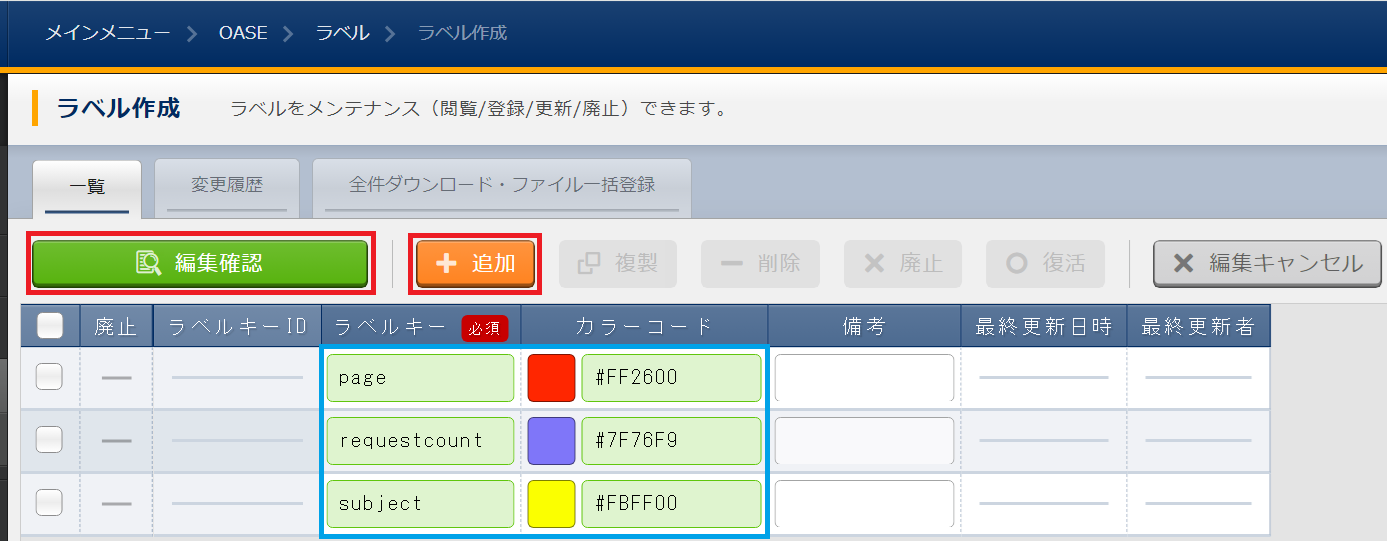 メインメニュー > OASE > ラベル > ラベル作成
ラベル作成 ラベルをメンテナンス（閲覧/登録/更新/廃止）できます。
一覧 変更履歴 全件ダウンロード・ファイル一括登録
編集確認 追加 複製 削除 廃止 復活 編集キャンセル
廃止 ラベルキーID ラベルキー 必須 カラーコード 備考 最終更新日時 最終更新者
page #FF2600
requestcount #7F76F9
subject #FBFF00